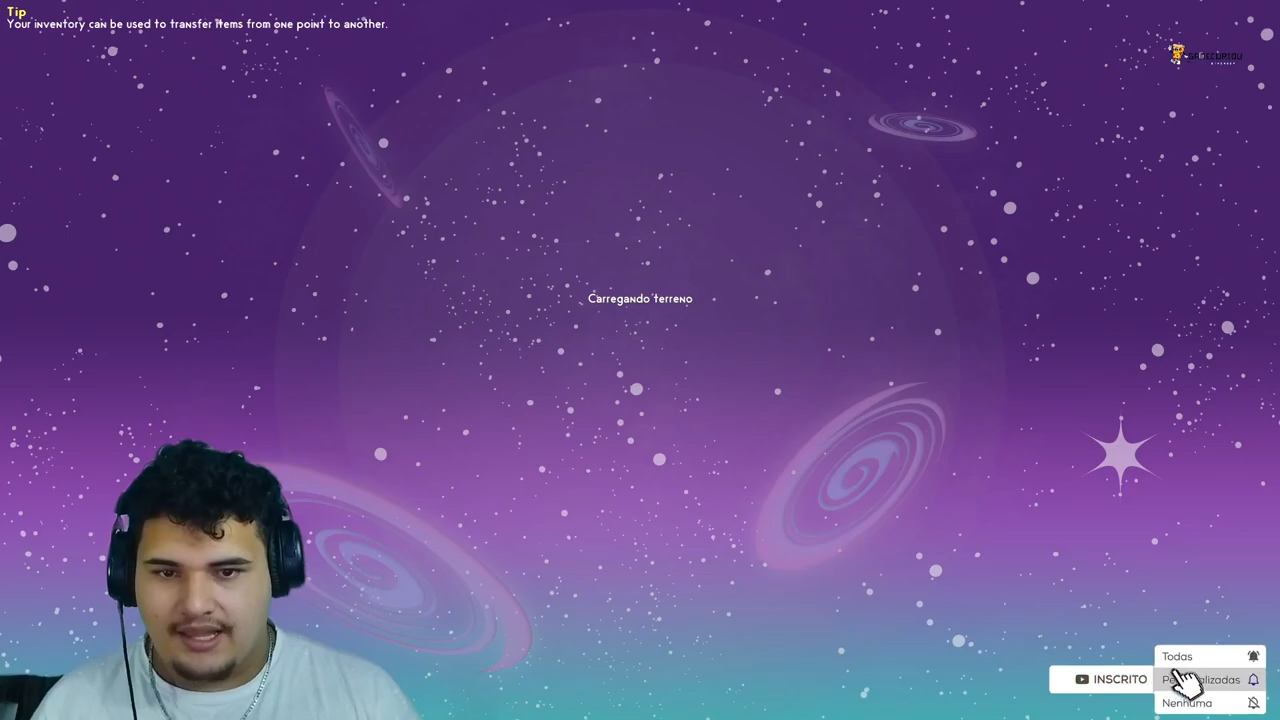 Tip
Your inventory can be used to transfer items from one point to another.
Carregando terreno
INSCRITO
Todas
Nenhuma